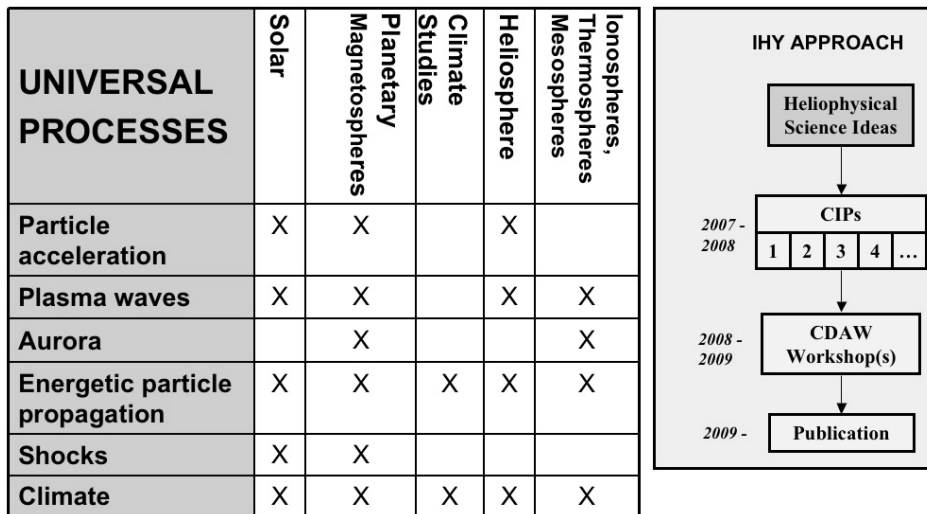 UNIVERSAL
PROCESSES
Solar
Planetary
Magnetospheres
Climate
Studies
Heliosphere
Ionospheres,
Thermospheres
Mesospheres
Particle
acceleration
X X X
Plasma waves X X X X
Aurora X X
Energetic particle
propagation
X X X X X
Shocks X X
Climate X X X X X
IHY APPROACH
Heliophysical
Science Ideas
2007 -
2008
CIPs
1 2 3 4 ...
2008 -
2009
CDAW
Workshop(s)
2009 - Publication